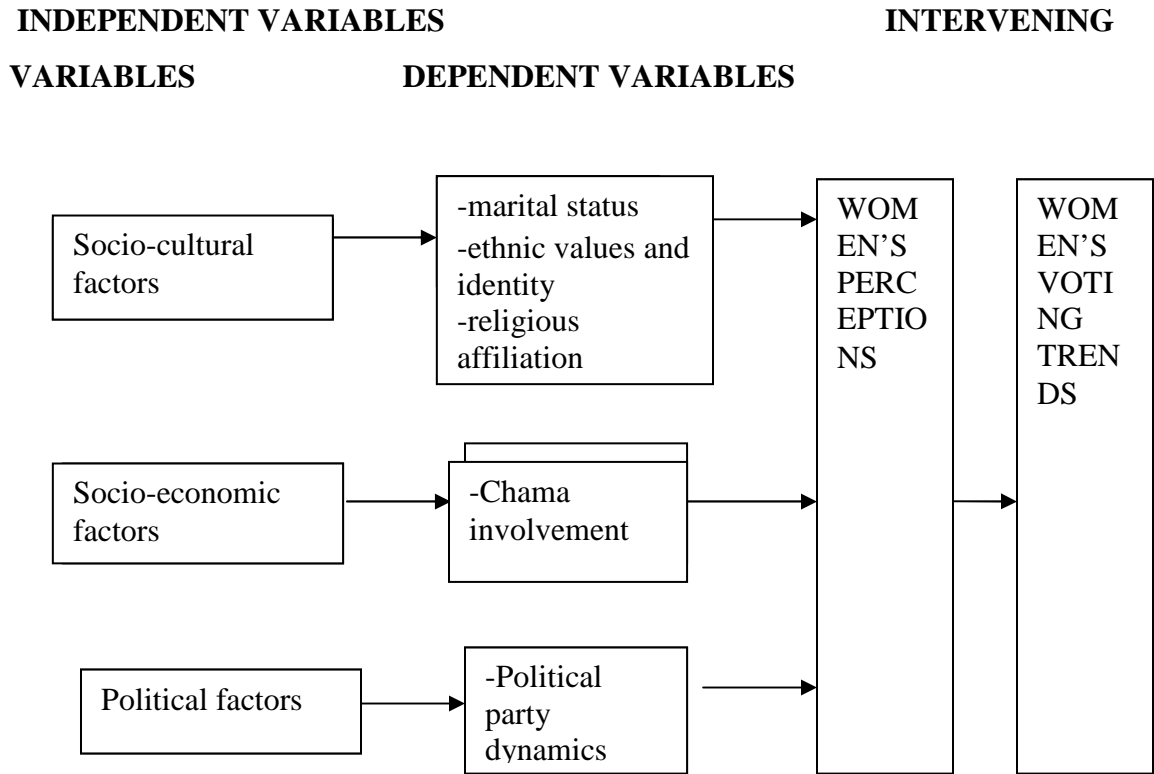 INDEPENDENT VARIABLES INTERVENING
VARIABLES DEPENDENT VARIABLES
Socio-cultural
factors
-marital status
-ethnic values and
identity
-religious
affiliation
Socio-economic
factors
-Chama
involvement
Political factors
-Political
party
dynamics
WOM
EN’S
PERC
EPTIO
NS
WOM
EN’S
VOTI
NG
TREN
DS